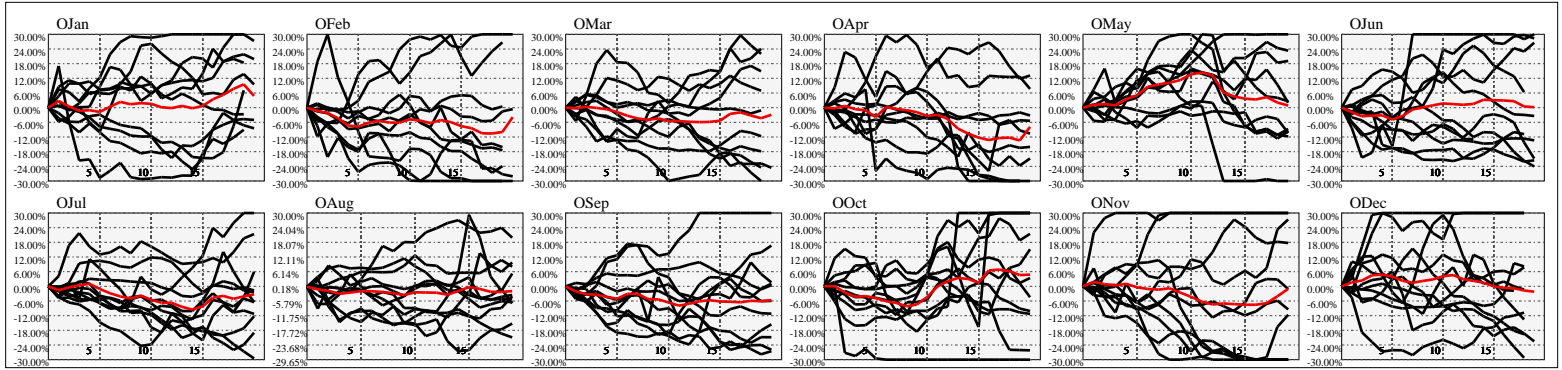 OJan OFeb OMar OApr OMay OJun
30.00% 30.00% 30.00% 30.00% 30.00% 30.00%
24.00% 24.00% 24.00% 24.00% 24.00% 24.00%
18.00% 18.00% 18.00% 18.00% 18.00% 18.00%
12.00% 12.00% 12.00% 12.00% 12.00% 12.00%
6.00% 6.00% 6.00% 6.00% 6.00% 6.00%
0.00% 0.00% 0.00% 0.00% 0.00% 0.00%
-6.00% -6.00% -6.00% -6.00% -6.00% -6.00%
-12.00% -12.00% -12.00% -12.00% -12.00% -12.00%
-18.00% -18.00% -18.00% -18.00% -18.00% -18.00%
-24.00% 5 10 15 -24.00% 5 10 15 -24.00% 5 10 15 -24.00% 5 10 15 -24.00% 5 10 15 -24.00% 5 10 15
-30.00% -30.00% -30.00% -30.00% -30.00% -30.00%
OJul OAug OSep OOct ONov ODec
30.00% 30.00% 30.00% 30.00% 30.00% 30.00%
24.00% 24.04% 24.00% 24.00% 24.00% 24.00%
18.00% 18.07% 18.00% 18.00% 18.00% 18.00%
12.00% 12.11% 12.00% 12.00% 12.00% 12.00%
6.00% 6.14% 6.00% 6.00% 6.00% 6.00%
0.00% 0.18% 0.00% 0.00% 0.00% 0.00%
-6.00% -5.79% -6.00% -6.00% -6.00% -6.00%
-12.00% -11.75% -12.00% -12.00% -12.00% -12.00%
-18.00% -17.72% -18.00% -18.00% -18.00% -18.00%
-24.00% 5 10 15 -23.68% 5 10 15 -24.00% 5 10 15 -24.00% 5 10 15 -24.00% 5 10 15 -24.00% 5 10 15
-30.00% -29.65% -30.00% -30.00% -30.00% -30.00%